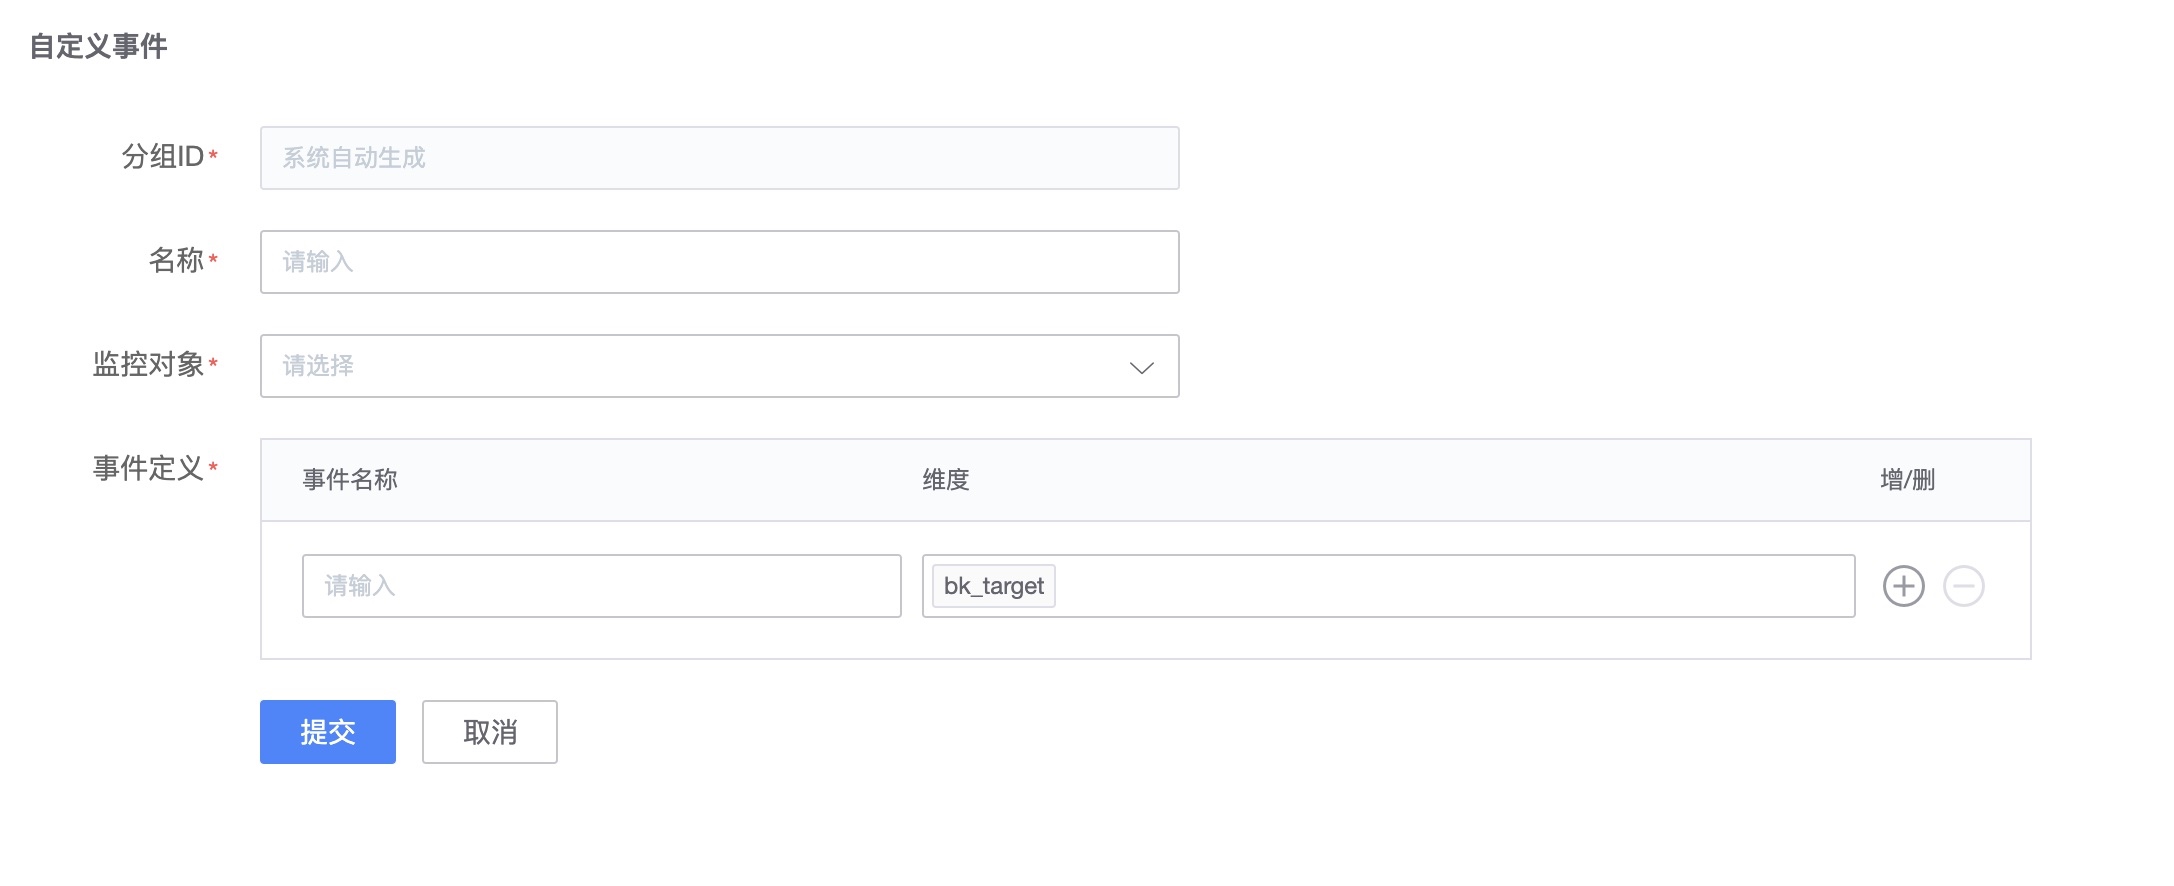 自定义事件
分组ID*
系统自动生成
名称*
请输入
监控对象*
请选择
事件定义*
事件名称 维度 增/删
请输入 bk_target
提交 取消